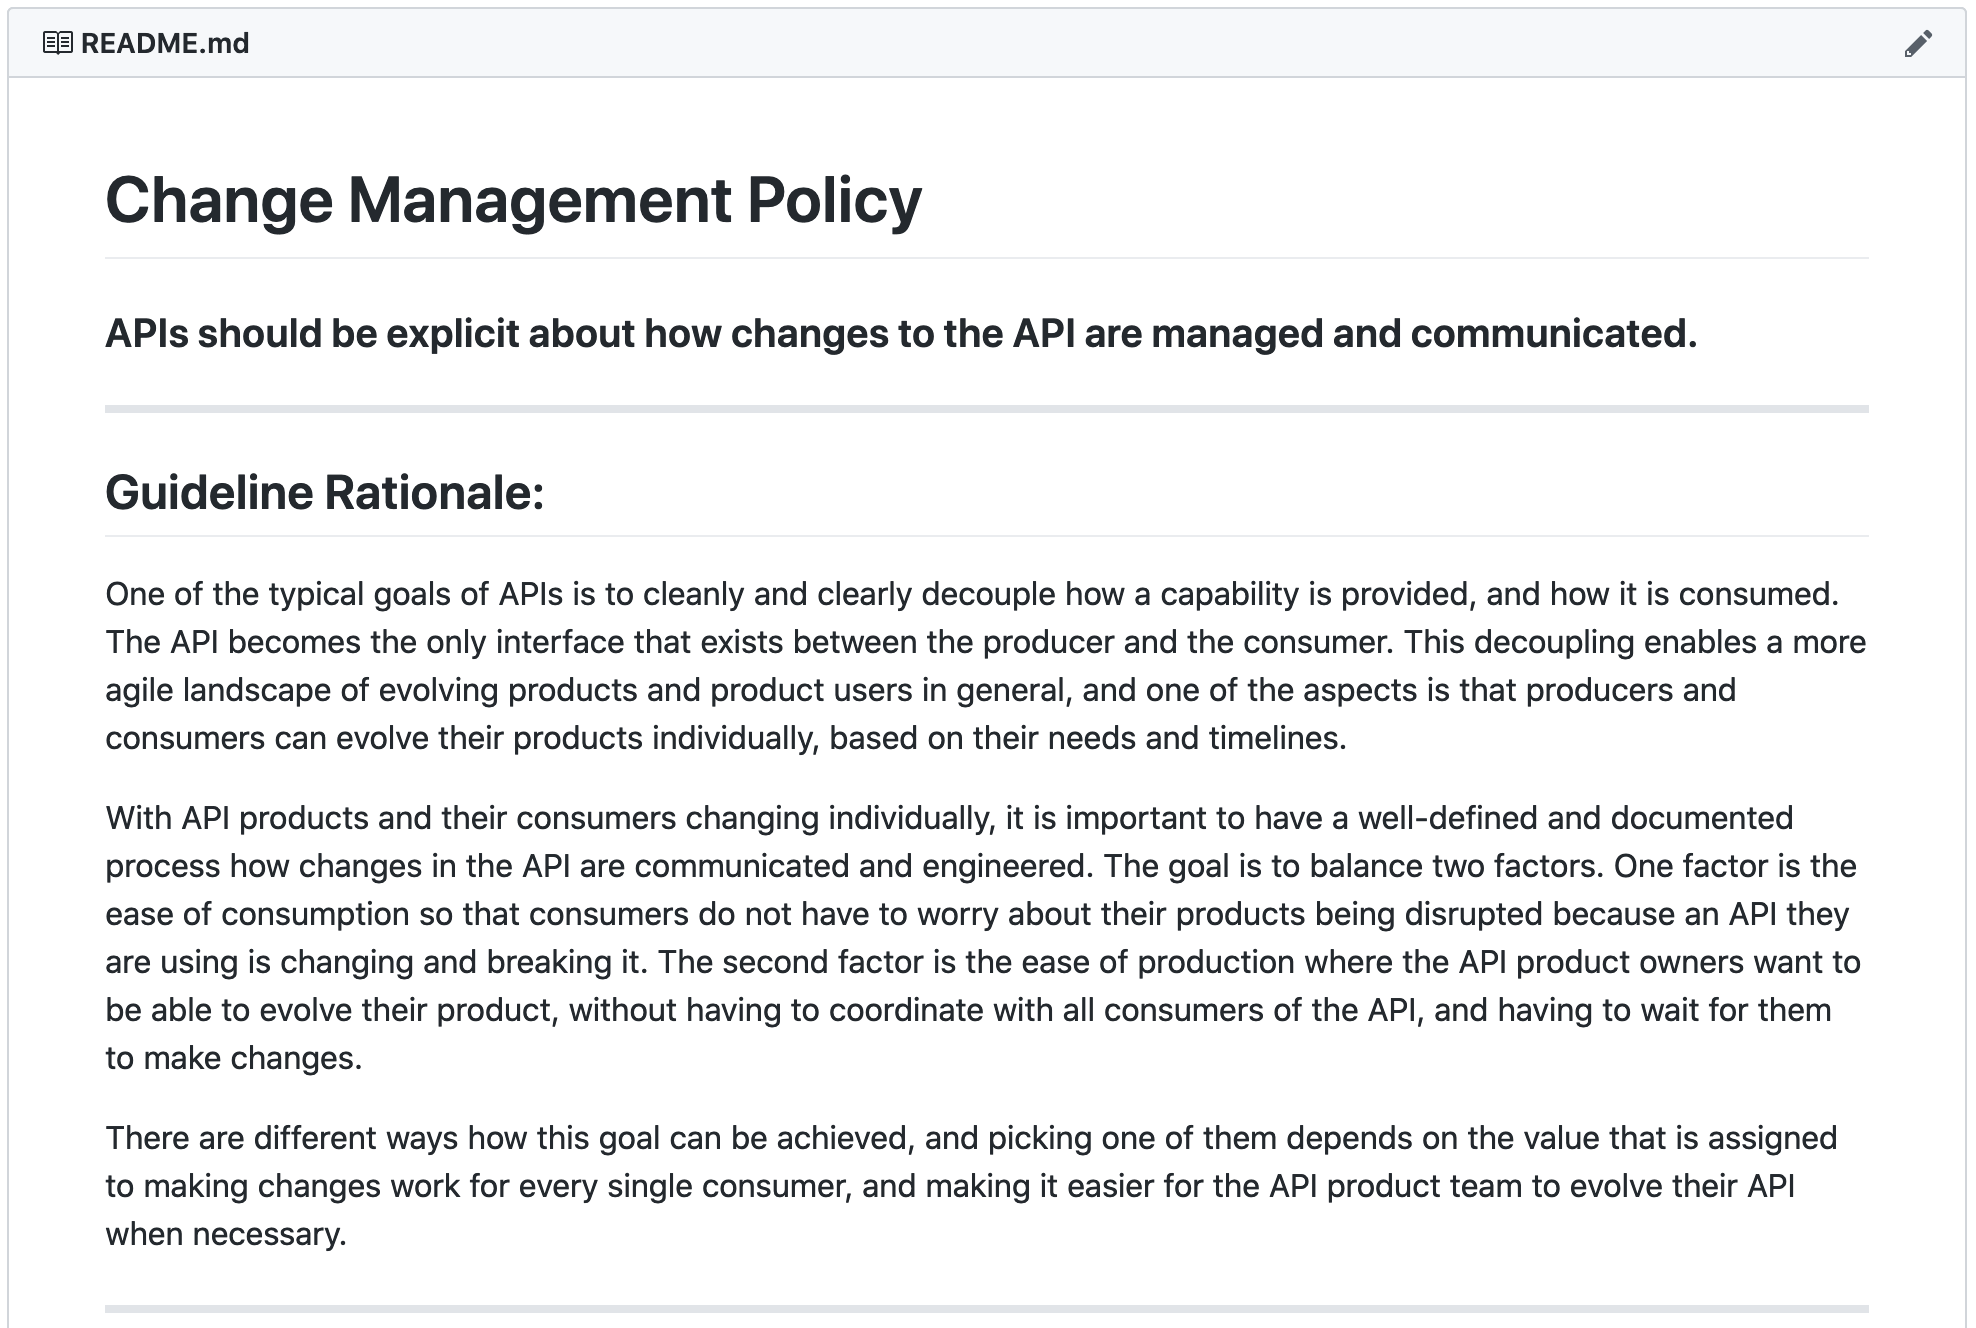 README.md
Change Management Policy
APIs should be explicit about how changes to the API are managed and communicated.
Guideline Rationale:
One of the typical goals of APIs is to cleanly and clearly decouple how a capability is provided, and how it is consumed.
The API becomes the only interface that exists between the producer and the consumer. This decoupling enables a more
agile landscape of evolving products and product users in general, and one of the aspects is that producers and
consumers can evolve their products individually, based on their needs and timelines.
With API products and their consumers changing individually, it is important to have a well-defined and documented
process how changes in the API are communicated and engineered. The goal is to balance two factors. One factor is the
ease of consumption so that consumers do not have to worry about their products being disrupted because an API they
are using is changing and breaking it. The second factor is the ease of production where the API product owners want to
be able to evolve their product, without having to coordinate with all consumers of the API, and having to wait for them
to make changes.
There are different ways how this goal can be achieved, and picking one of them depends on the value that is assigned
to making changes work for every single consumer, and making it easier for the API product team to evolve their API
when necessary.